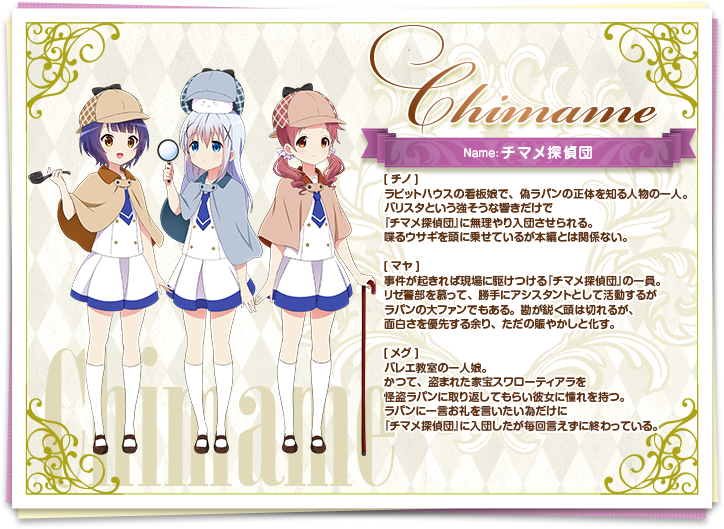 Chimame
Name: チマメ探偵団
[ チノ ]
ラビットハウスの看板娘で、偽ラパンの正体を知る人物の一人。
バリスタという強そうな響きだけで
『チマメ探偵団』に無理やり入団させられる。
喋るウサギを頭に乗せているが本編とは関係ない。
[ マヤ ]
事件が起きれば現場に駆けつける『チマメ探偵団』の一員。
リゼ警部を慕って、勝手にアシスタントとして活動するが
ラパンの大ファンでもある。勘が鋭く頭は切れるが、
面白さを優先する余り、ただの賑やかしと化す。
[ メグ ]
バレエ教室の一人娘。
かつて、盗まれた家宝スワローティアラを
怪盗ラパンに取り返してもらい彼女に憧れを持つ。
ラパンに一言お礼を言いたい為だけに
『チマメ探偵団』に入団したが毎回言えずに終わっている。
Chimame